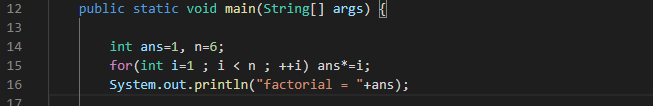 12 public static void main(String[] args) {
13
14 int ans=1, n=6;
15 for(int i=1 ; i < n ; ++i) ans*=i;
16 System.out.println("factorial = "+ans);
17